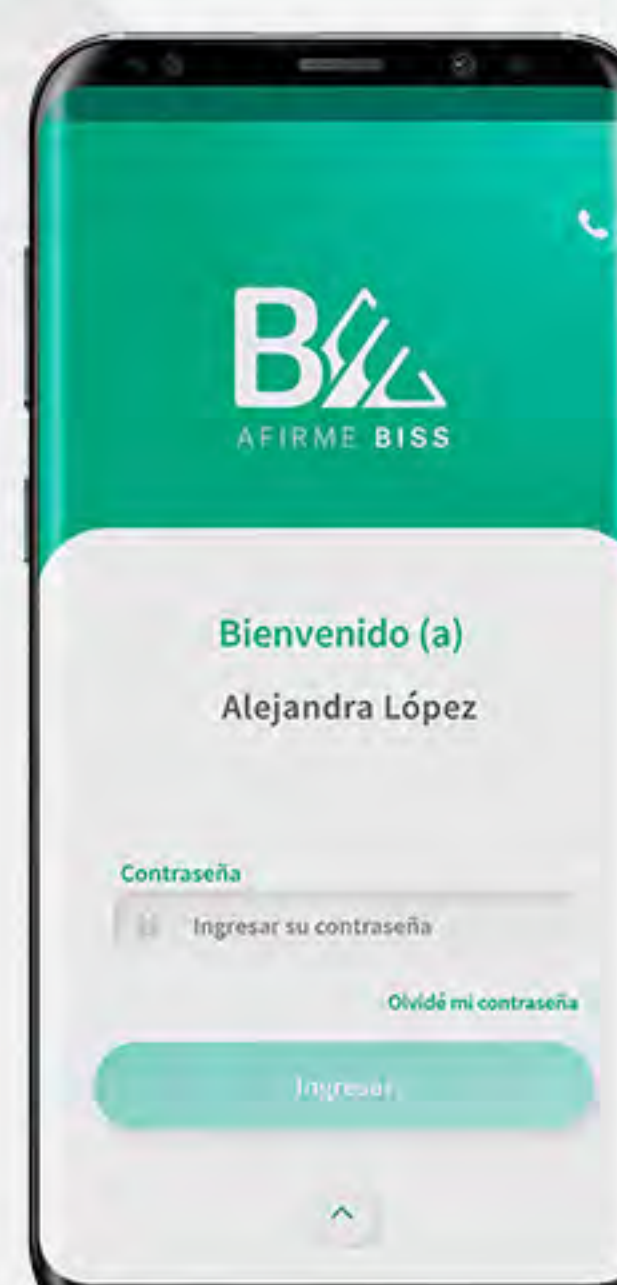 B
AFIRME BISS
Bienvenido (a)
Alejandra López
Contraseña
Ingresar su contraseña
Olvidé mi contraseña
Ingresar